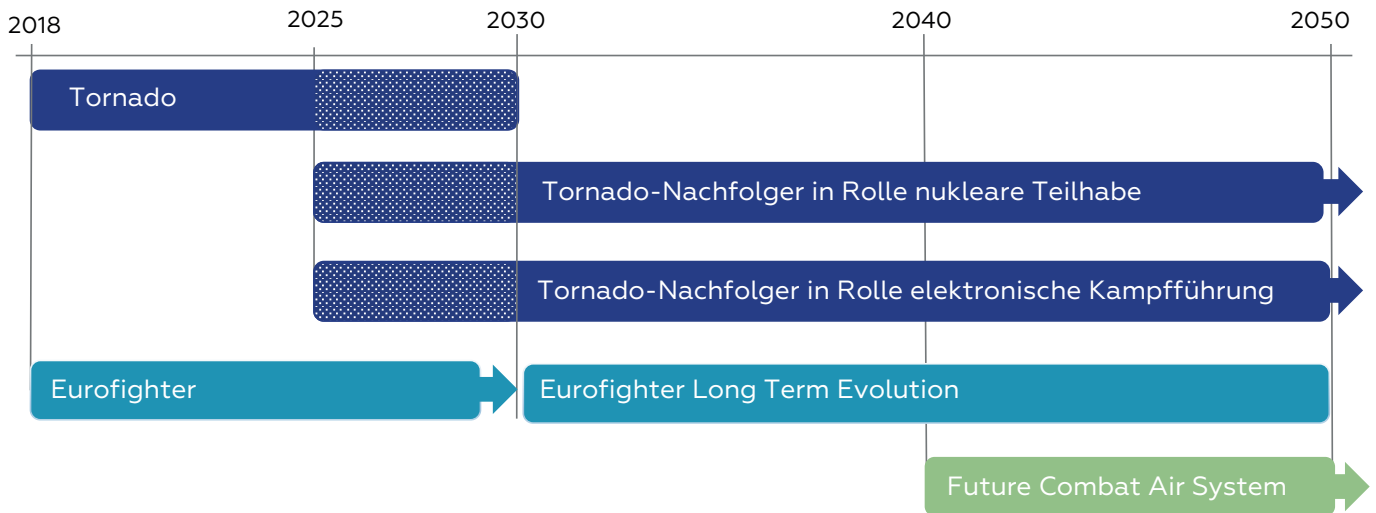 2018 2025 2030 2040 2050
Tornado
Tornado-Nachfolger in Rolle nukleare Teilhabe
Tornado-Nachfolger in Rolle elektronische Kampfführung
Eurofighter Eurofighter Long Term Evolution
Future Combat Air System